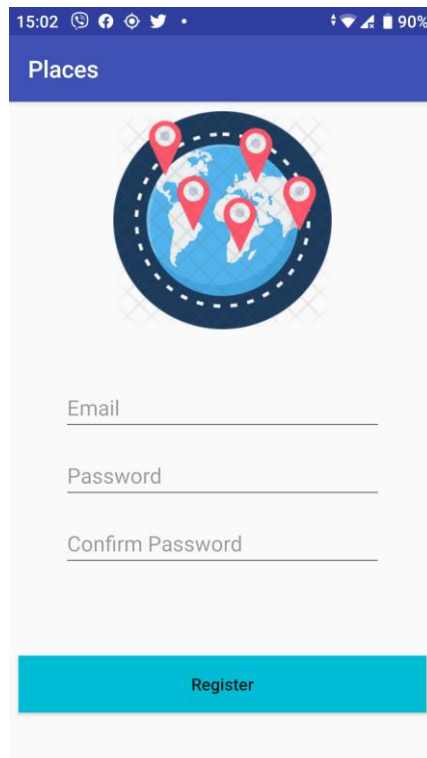 15:02 90%
Places
Email
Password
Confirm Password
Register